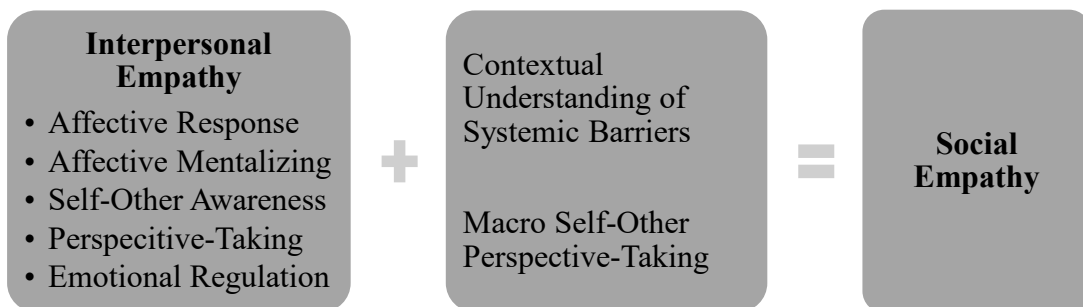 Interpersonal
Empathy
• Affective Response
• Affective Mentalizing
• Self-Other Awareness
• Perspecitive-Taking
• Emotional Regulation
+
Contextual
Understanding of
Systemic Barriers
Macro Self-Other
Perspective-Taking
=
Social
Empathy